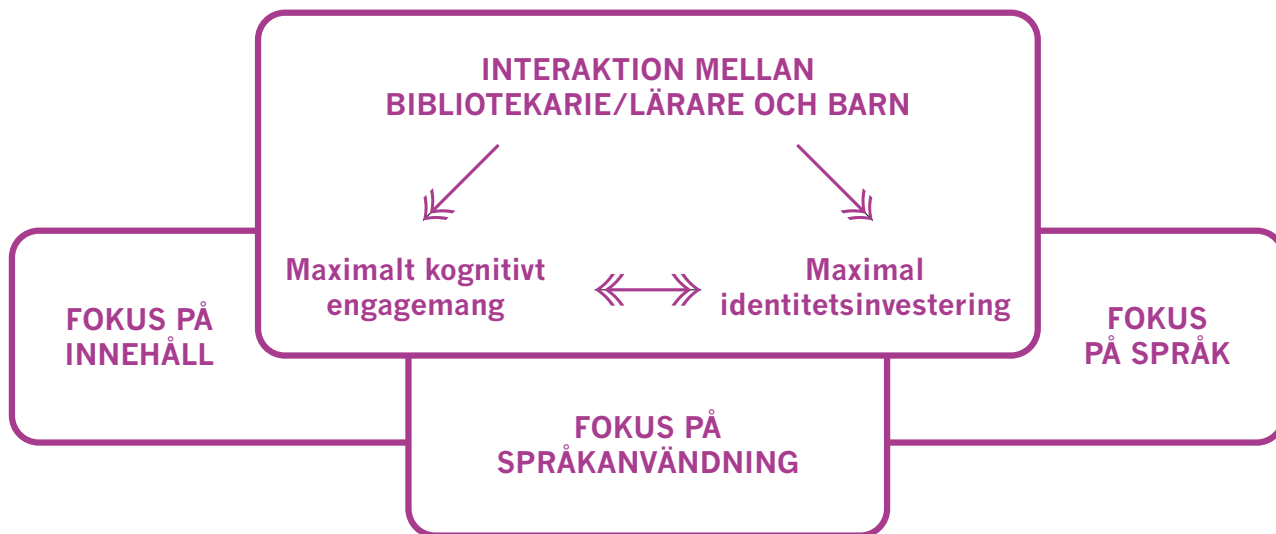 INTERAKTION MELLAN
BIBLIOTEKARIE/LÄRARE OCH BARN
Maximalt kognitivt
engagemang
Maximal
identitetsinvestering
FOKUS PÅ
INNEHÅLL
FOKUS
PÅ SPRÅK
FOKUS PÅ
SPRÅKANVÄNDNING